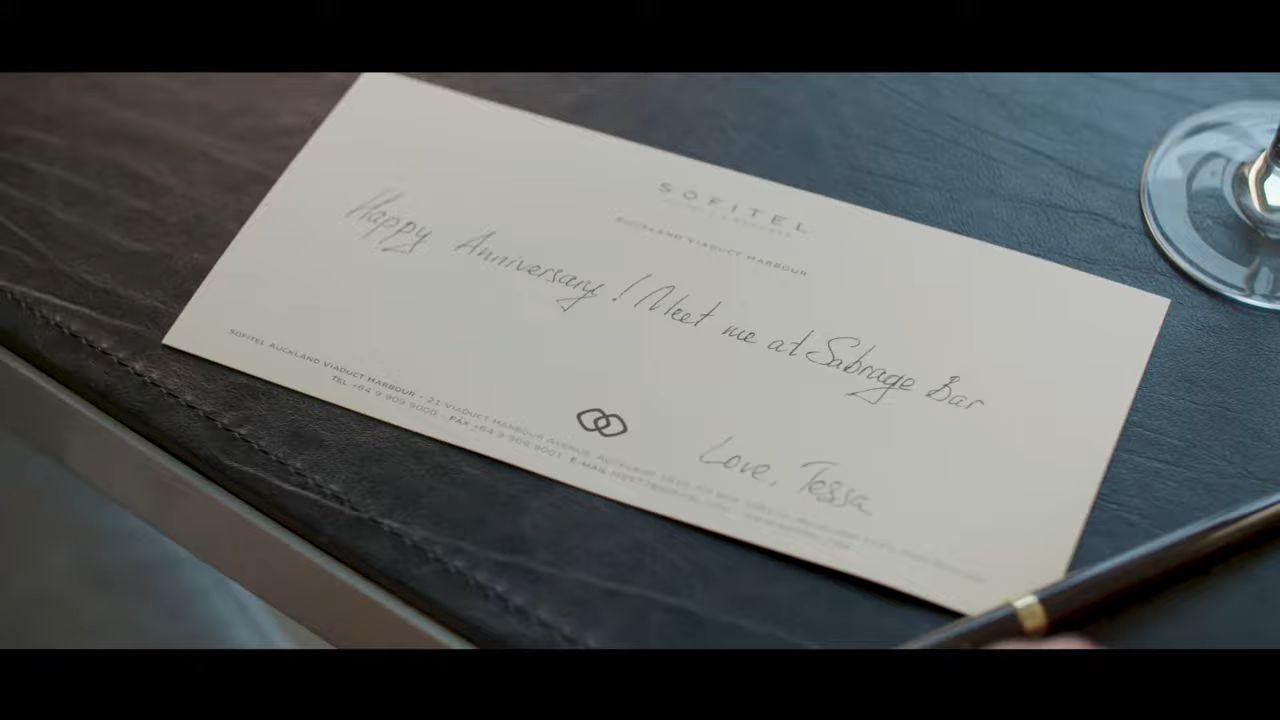 SOFITEL
AUCKLAND VIADUCT HARBOUR
Happy Anniversary! Meet me at Sabrage Bar
Love, Tessa
SOFITEL AUCKLAND VIADUCT HARBOUR - 21 VIADUCT HARBOUR AVENUE, AUCKLAND
TEL +64 9 909 9000 - FAX +64 9 909 9001 E-MAIL